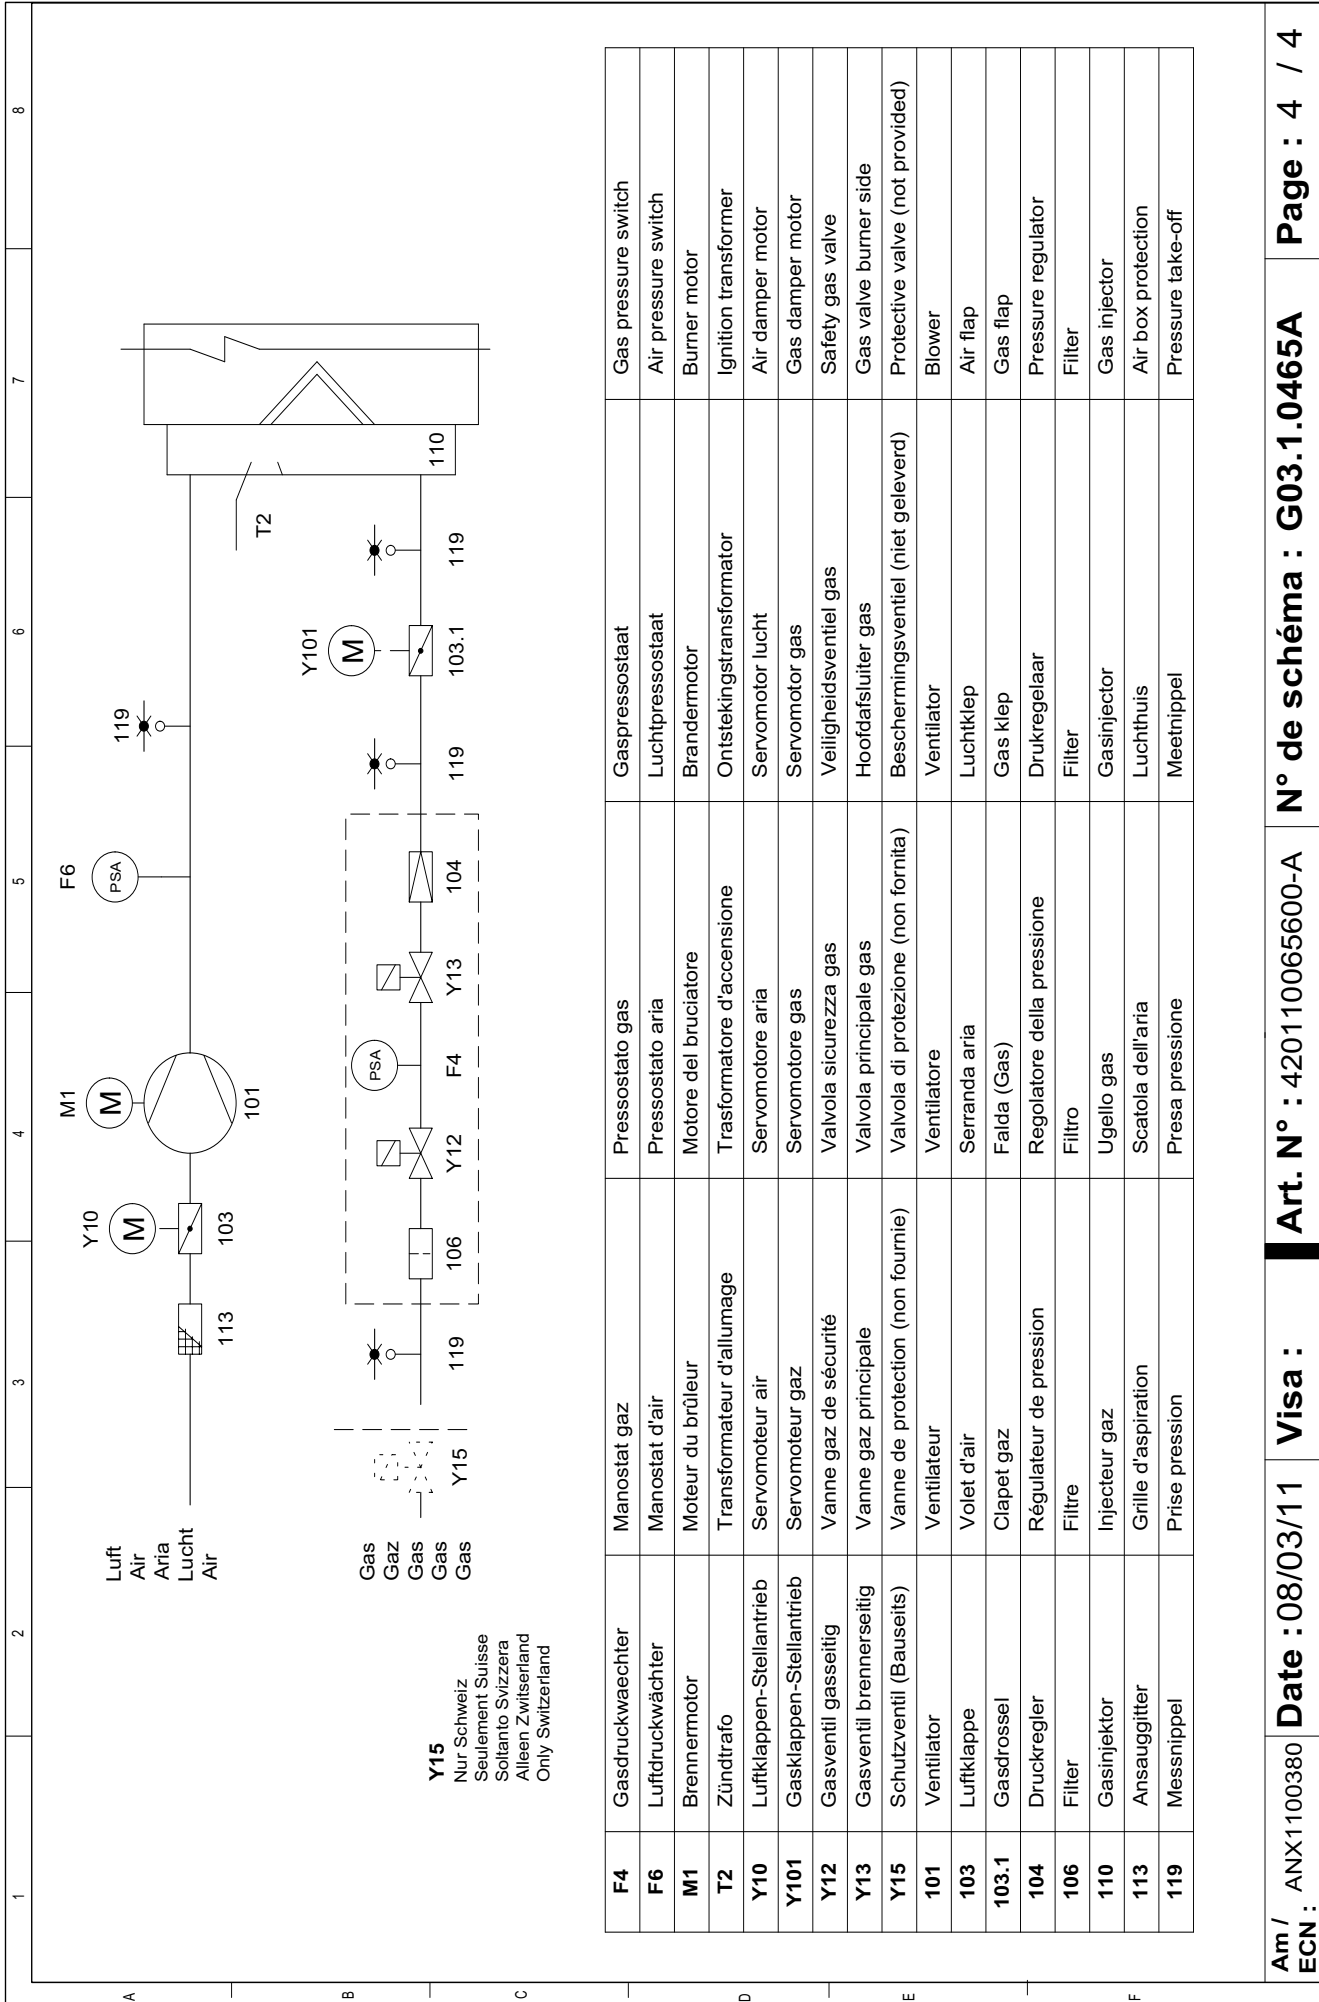 1 2 3 4 5 6 7 8
A
B
C
D
E
F
Luft
Air
Aria
Lucht
Air
113
Y10
M
103
M1
M
101
F6
PSA
119
T2
110
Gas
Gaz
Gas
Gas
Gas
Y15
119
106
Y12
PSA
F4
Y13
104
119
Y101
M
103.1
119
Y15
Nur Schweiz
Seulement Suisse
Soltanto Svizzera
Alleen Zwitserland
Only Switzerland
F4 Gasdruckwaechter Manostat gaz Pressostato gas Gaspressostaat Gas pressure switch
F6 Luftdruckwächter Manostat d'air Pressostato aria Luchtpressostaat Air pressure switch
M1 Brennermotor Moteur du brûleur Motore del bruciatore Brandermotor Burner motor
T2 Zündtrafo Transformateur d'allumage Trasformatore d'accensione Ontstekingstransformator Ignition transformer
Y10 Luftklappen-Stellantrieb Servomoteur air Servomotore aria Servomotor lucht Air damper motor
Y101 Gasklappen-Stellantrieb Servomoteur gaz Servomotore gas Servomotor gas Gas damper motor
Y12 Gasventil gasseitig Vanne gaz de sécurité Valvola sicurezza gas Veiligheidsventiel gas Safety gas valve
Y13 Gasventil brennerseitig Vanne gaz principale Valvola principale gas Hoofdafsluiter gas Gas valve burner side
Y15 Schutzventil (Bauseits) Vanne de protection (non fournie) Valvola di protezione (non fornita) Beschermingsventiel (niet geleverd) Protective valve (not provided)
101 Ventilator Ventilateur Ventilatore Ventilator Blower
103 Luftklappe Volet d'air Serranda aria Luchtklep Air flap
103.1 Gasdrossel Clapet gaz Falda (Gas) Gas klep Gas flap
104 Druckregler Régulateur de pression Regolatore della pressione Drukregelaar Pressure regulator
106 Filter Filtre Filtro Filter Filter
110 Gasinjektor Injecteur gaz Ugello gas Gasinjector Gas injector
113 Ansauggitter Grille d'aspiration Scatola dell'aria Luchthuis Air box protection
119 Messnippel Prise pression Presa pressione Meetnippel Pressure take-off
Am / ECN : ANX1100380 Date : 08/03/11 Visa : Art. N° : 420110065600-A N° de schéma : G03.1.0465A Page : 4 / 4